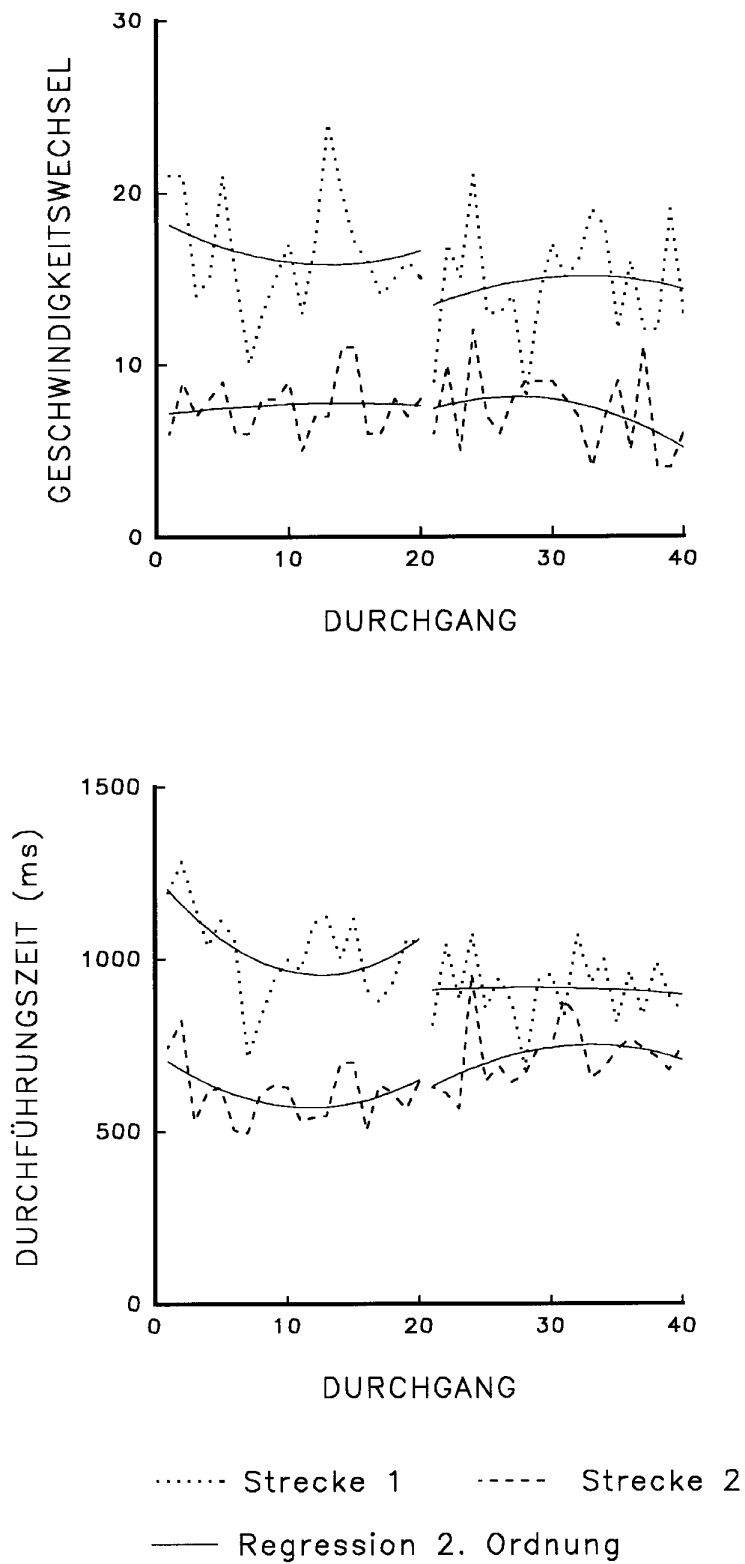 30
20
10
0
GESCHWINDIGKEITSWECHSEL
0 10 20 30 40
DURCHGANG
1500
1000
500
0
DURCHFÜHRUNGSZEIT (ms)
0 10 20 30 40
DURCHGANG
Strecke 1 Strecke 2
Regression 2. Ordnung